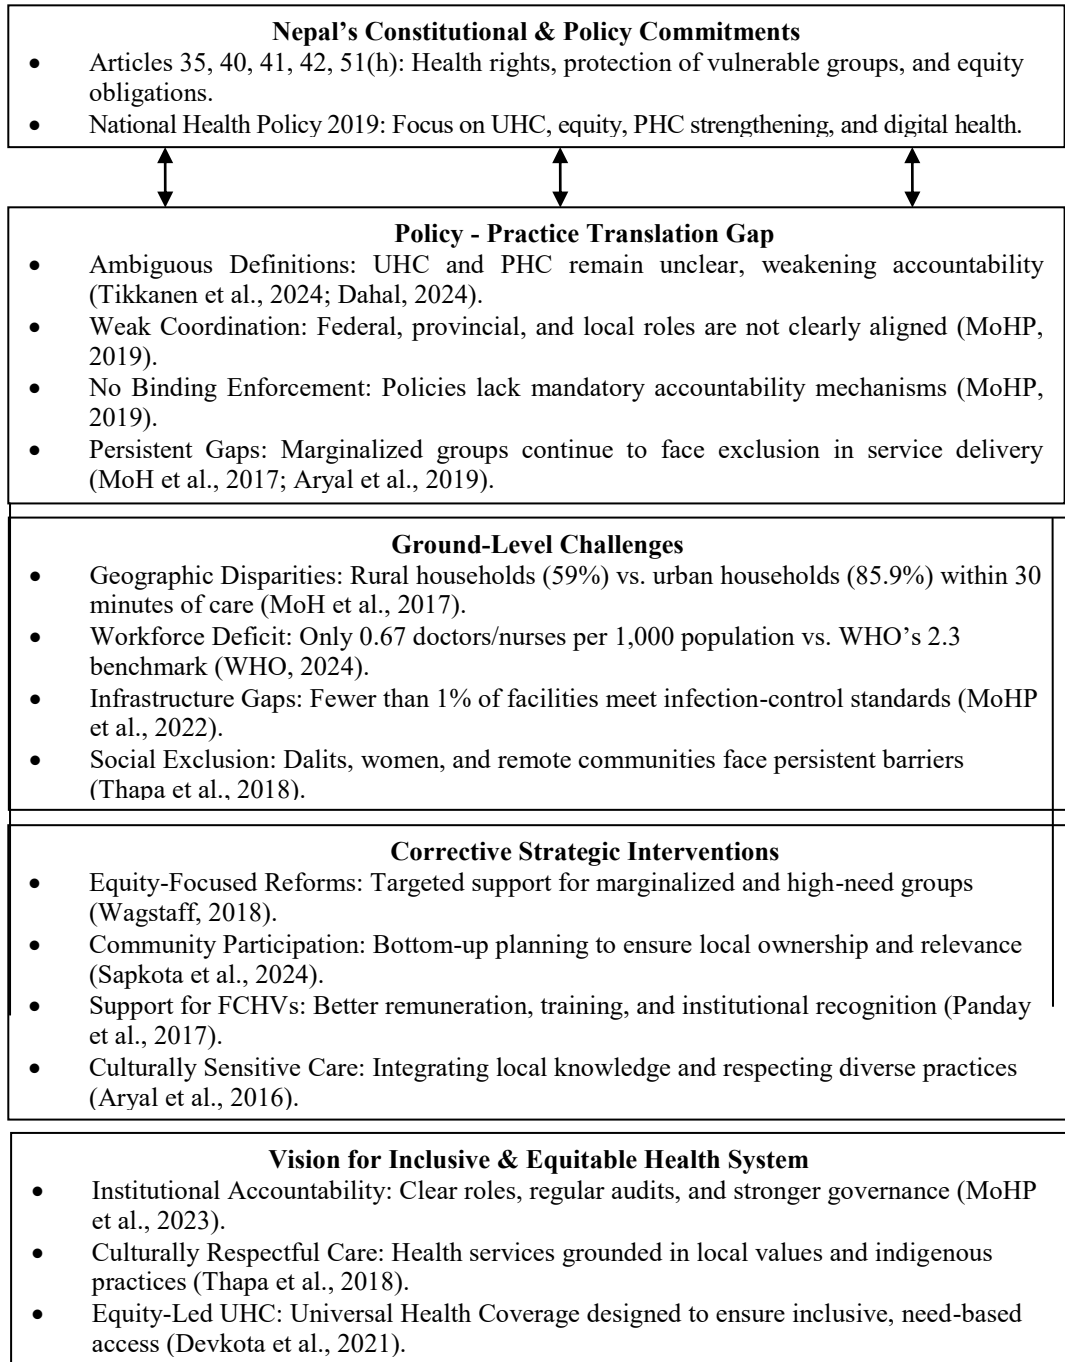 Nepal’s Constitutional & Policy Commitments
• Articles 35, 40, 41, 42, 51(h): Health rights, protection of vulnerable groups, and equity
obligations.
• National Health Policy 2019: Focus on UHC, equity, PHC strengthening, and digital health.
Policy - Practice Translation Gap
• Ambiguous Definitions: UHC and PHC remain unclear, weakening accountability
(Tikkanen et al., 2024; Dahal, 2024).
• Weak Coordination: Federal, provincial, and local roles are not clearly aligned (MoHP,
2019).
• No Binding Enforcement: Policies lack mandatory accountability mechanisms (MoHP,
2019).
• Persistent Gaps: Marginalized groups continue to face exclusion in service delivery
(MoH et al., 2017; Aryal et al., 2019).
Ground-Level Challenges
• Geographic Disparities: Rural households (59%) vs. urban households (85.9%) within 30
minutes of care (MoH et al., 2017).
• Workforce Deficit: Only 0.67 doctors/nurses per 1,000 population vs. WHO’s 2.3
benchmark (WHO, 2024).
• Infrastructure Gaps: Fewer than 1% of facilities meet infection-control standards (MoHP
et al., 2022).
• Social Exclusion: Dalits, women, and remote communities face persistent barriers
(Thapa et al., 2018).
Corrective Strategic Interventions
• Equity-Focused Reforms: Targeted support for marginalized and high-need groups
(Wagstaff, 2018).
• Community Participation: Bottom-up planning to ensure local ownership and relevance
(Sapkota et al., 2024).
• Support for FCHVs: Better remuneration, training, and institutional recognition (Panday
et al., 2017).
• Culturally Sensitive Care: Integrating local knowledge and respecting diverse practices
(Aryal et al., 2016).
Vision for Inclusive & Equitable Health System
• Institutional Accountability: Clear roles, regular audits, and stronger governance (MoHP
et al., 2023).
• Culturally Respectful Care: Health services grounded in local values and indigenous
practices (Thapa et al., 2018).
• Equity-Led UHC: Universal Health Coverage designed to ensure inclusive, need-based
access (Devkota et al., 2021).